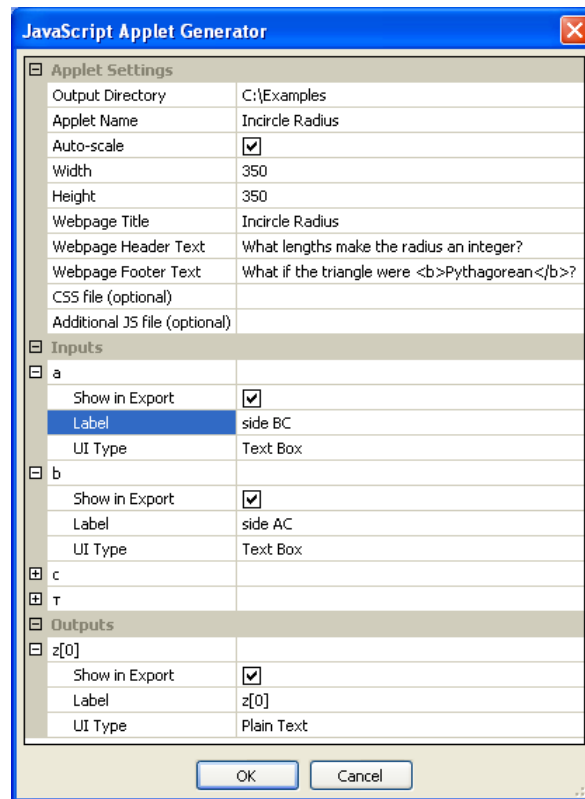 JavaScript Applet Generator
Applet Settings
Output Directory C:\Examples
Applet Name Incircle Radius
Auto-scale
Width 350
Height 350
Webpage Title Incircle Radius
Webpage Header Text What lengths make the radius an integer?
Webpage Footer Text What if the triangle were <b>Pythagorean</b>?
CSS file (optional)
Additional JS file (optional)
Inputs
a
Show in Export
Label side BC
UI Type Text Box
b
Show in Export
Label side AC
UI Type Text Box
c
т
Outputs
z[0]
Show in Export
Label z[0]
UI Type Plain Text
OK Cancel